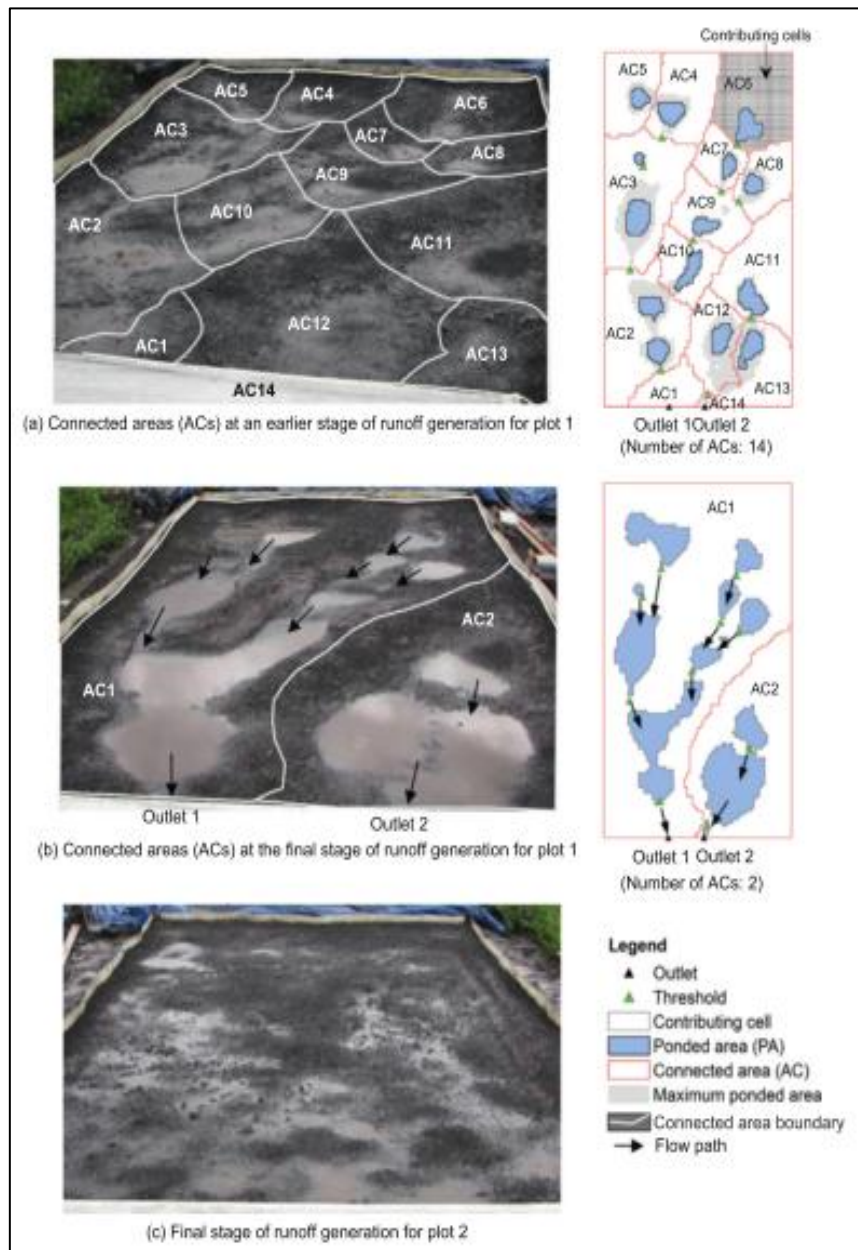 Contributing cells
AC5
AC4
AC6
AC3
AC7
AC8
AC9
AC2
AC10
AC11
AC12
AC1
AC13
AC14
AC5
AC4
AC6
AC7
AC8
AC3
AC9
AC10
AC11
AC12
AC2
AC1
AC14
AC13
Outlet 1 Outlet 2
(a) Connected areas (ACs) at an earlier stage of runoff generation for plot 1
(Number of ACs: 14)
AC2
AC1
Outlet 1
Outlet 2
AC1
AC2
Outlet 1 Outlet 2
(b) Connected areas (ACs) at the final stage of runoff generation for plot 1
(Number of ACs: 2)
Legend
Outlet
Threshold
Contributing cell
Ponded area (PA)
Connected area (AC)
Maximum ponded area
Connected area boundary
Flow path
(c) Final stage of runoff generation for plot 2